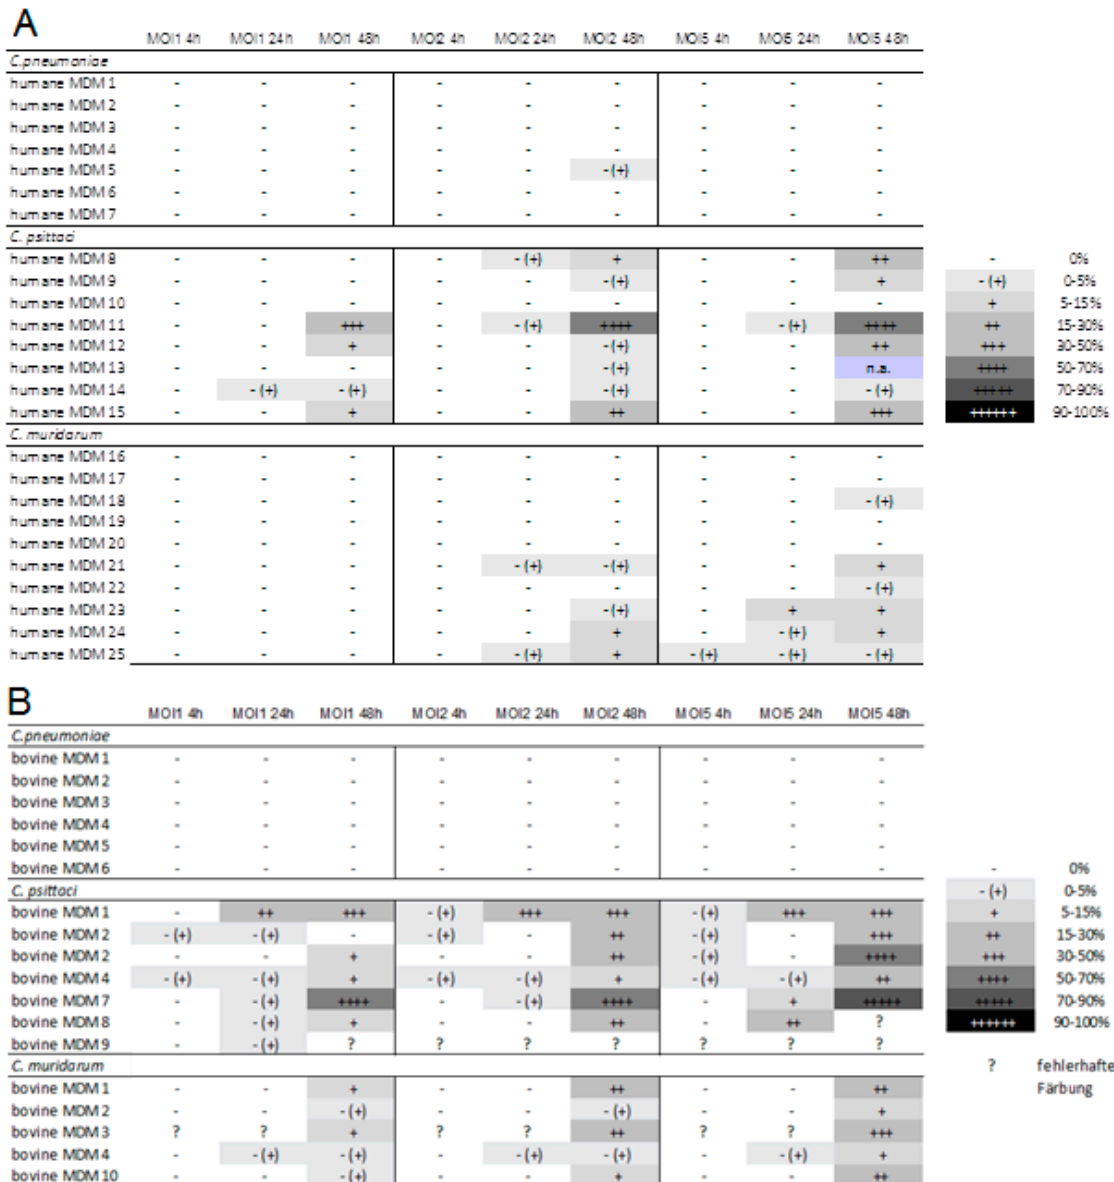 A
MOI1 4h MOI1 24h MOI1 48h MOI2 4h MOI2 24h MOI2 48h MOI5 4h MOI5 24h MOI5 48h
C.pneumoniae
humane MDM 1 - - - - - - - - -
humane MDM 2 - - - - - - - - -
humane MDM 3 - - - - - - - - -
humane MDM 4 - - - - - - - - -
humane MDM 5 - - - - - - (+) - - -
humane MDM 6 - - - - - - - - -
humane MDM 7 - - - - - - - - -
C. psittaci
humane MDM 8 - - - - - (+) + - - ++ - 0%
humane MDM 9 - - - - - - (+) - - + - (+) 0-5%
humane MDM 10 - - - - - - - - - + 5-15%
humane MDM 11 - - +++ - - (+) ++++ - - (+) ++++ ++ 15-30%
humane MDM 12 - - + - - - (+) - - ++ +++ 30-50%
humane MDM 13 - - - - - - (+) - - n.a. ++++ 50-70%
humane MDM 14 - - (+) - (+) - - - (+) - - - (+) +++++ 70-90%
humane MDM 15 - - + - - ++ - - +++ ++++++ 90-100%
C. muridarum
humane MDM 16 - - - - - - - - -
humane MDM 17 - - - - - - - - -
humane MDM 18 - - - - - - - - - (+)
humane MDM 19 - - - - - - - - -
humane MDM 20 - - - - - - - - -
humane MDM 21 - - - - - (+) - (+) - - +
humane MDM 22 - - - - - - - - - (+)
humane MDM 23 - - - - - - (+) - + +
humane MDM 24 - - - - - + - - (+) +
humane MDM 25 - - - - - (+) + - (+) - (+) - (+)
B
MOI1 4h MOI1 24h MOI1 48h MOI2 4h MOI2 24h MOI2 48h MOI5 4h MOI5 24h MOI5 48h
C.pneumoniae
bovine MDM 1 - - - - - - - - -
bovine MDM 2 - - - - - - - - -
bovine MDM 3 - - - - - - - - -
bovine MDM 4 - - - - - - - - -
bovine MDM 5 - - - - - - - - -
bovine MDM 6 - - - - - - - - - - 0%
C. psittaci - (+) 0-5%
bovine MDM 1 - ++ +++ - (+) +++ +++ - (+) +++ +++ + 5-15%
bovine MDM 2 - (+) - (+) - - (+) - ++ - (+) - +++ ++ 15-30%
bovine MDM 2 - - + - - ++ - (+) - ++++ +++ 30-50%
bovine MDM 4 - (+) - (+) + - (+) - (+) + - (+) - (+) ++ ++++ 50-70%
bovine MDM 7 - - (+) ++++ - - (+) ++++ - + +++++ +++++ 70-90%
bovine MDM 8 - - (+) + - - ++ - ++ ? ++++++ 90-100%
bovine MDM 9 - - (+) ? ? ? ? ? ? ?
C. muridarum ? fehlerhafte
bovine MDM 1 - - + - - ++ - - ++ Färbung
bovine MDM 2 - - - (+) - - - (+) - - +
bovine MDM 3 ? ? + ? ? ++ ? ? +++
bovine MDM 4 - - (+) - (+) - - (+) - (+) - - (+) +
bovine MDM 10 - - - (+) - - + - - ++